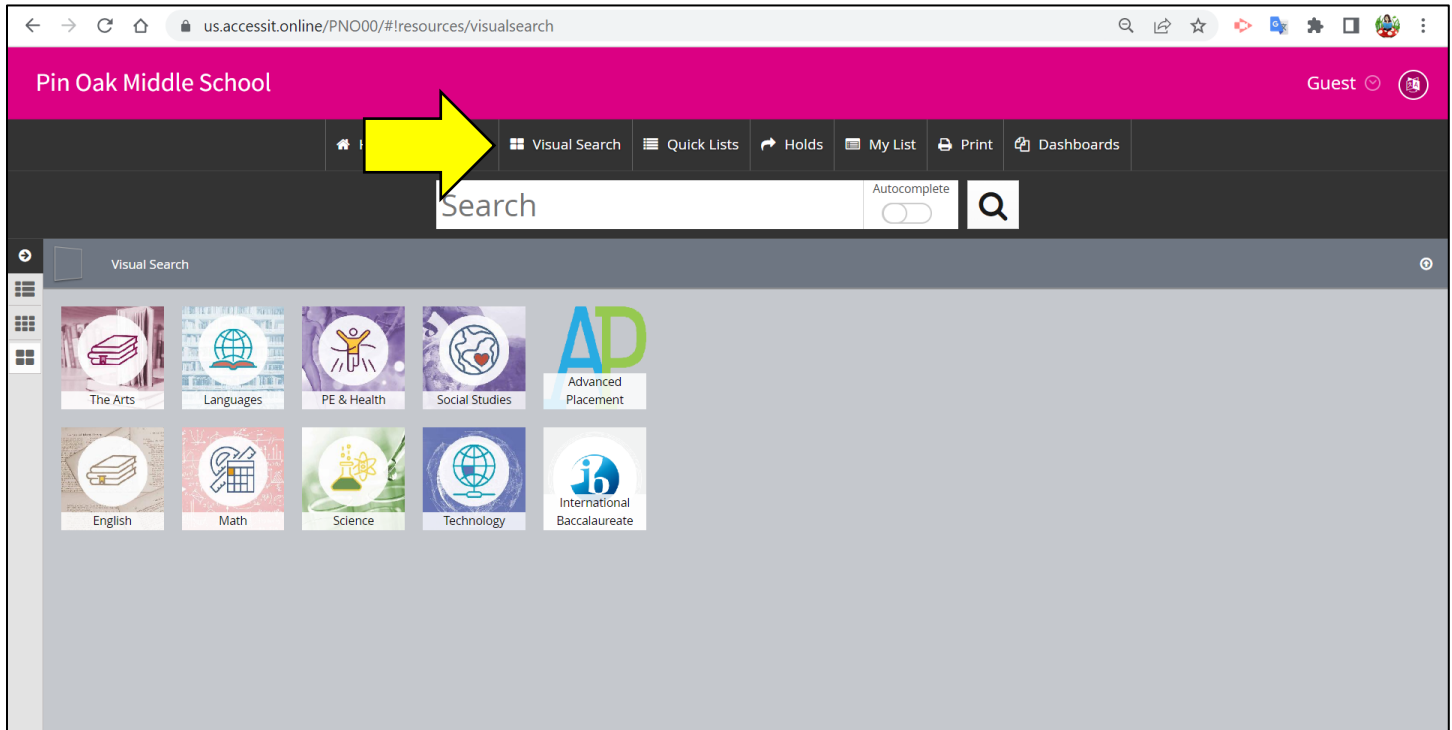 us.accessit.online/PNO00/#!resources/visualsearch
Pin Oak Middle School
Guest
Visual Search Quick Lists Holds My List Print Dashboards
Search
Autocomplete
Visual Search
AP
The Arts Languages PE & Health Social Studies Advanced Placement
ib
English Math Science Technology International Baccalaureate